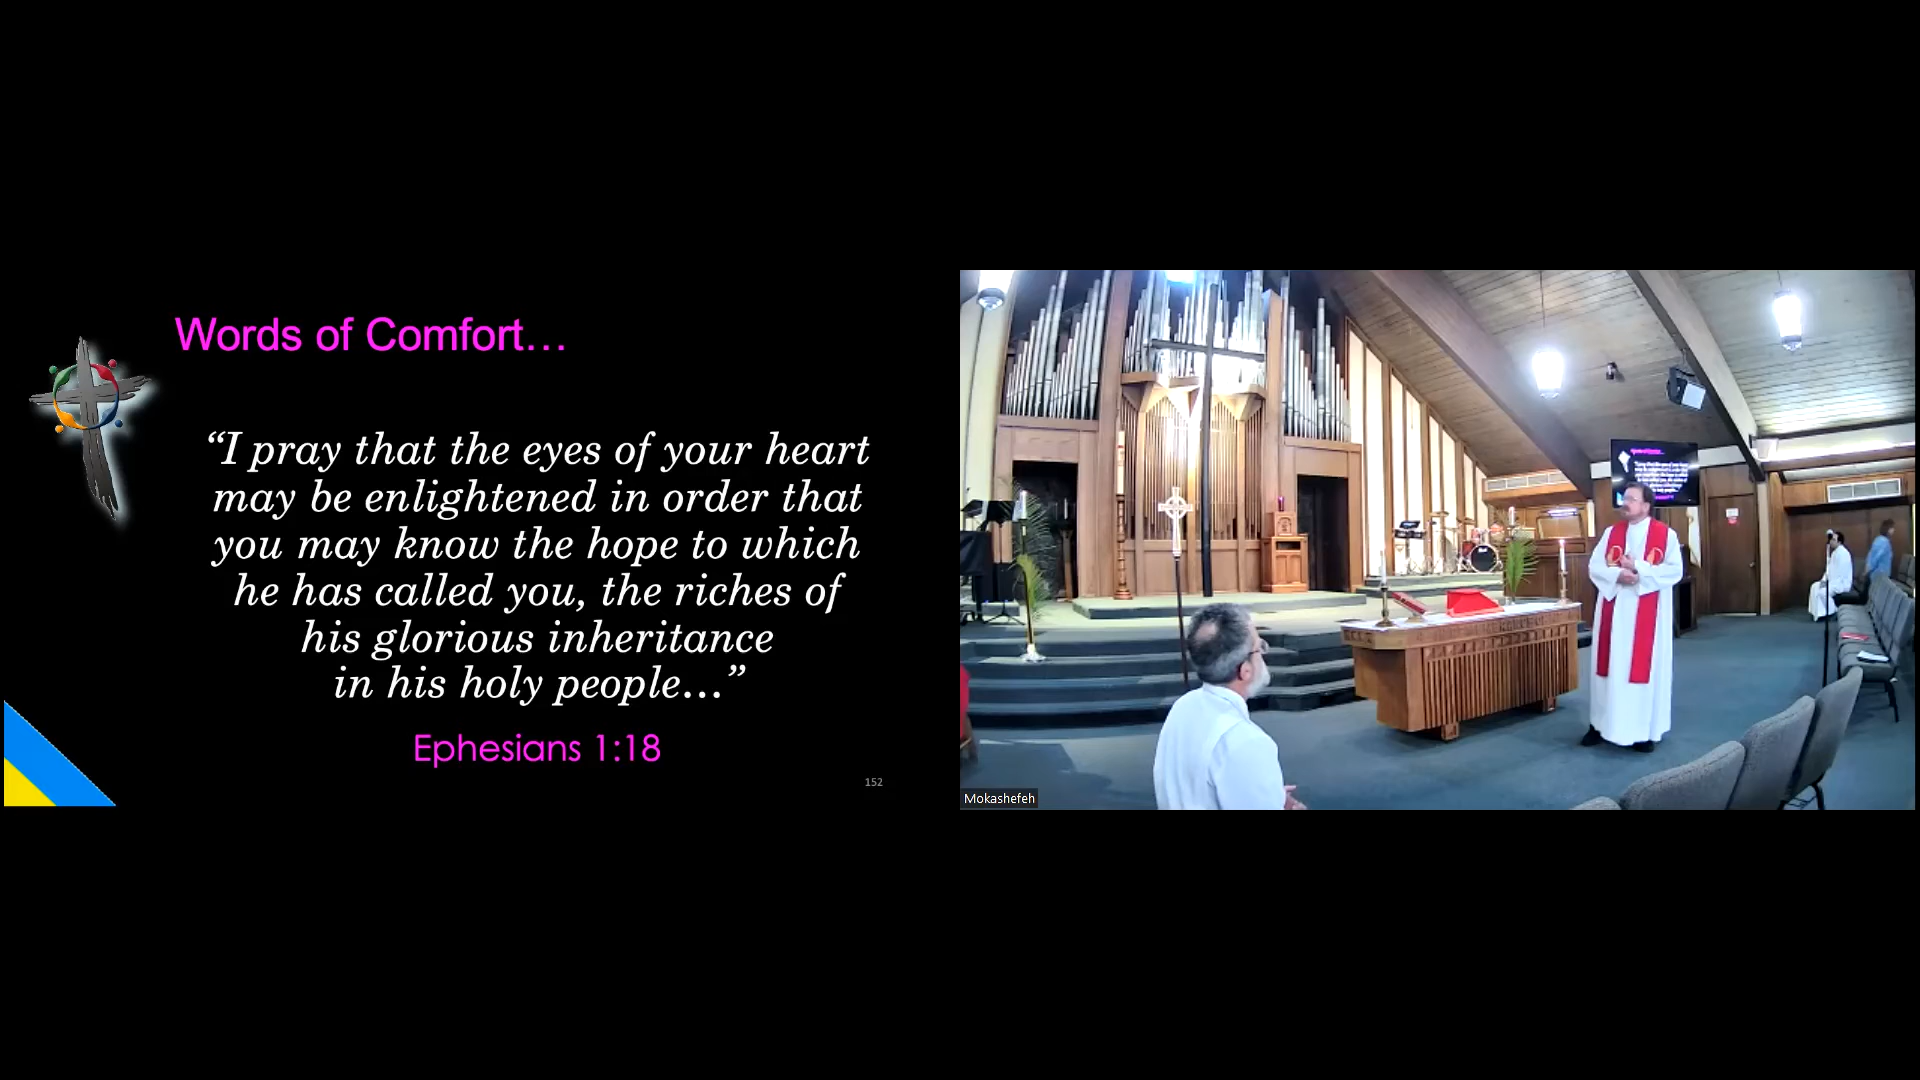 Words of Comfort…
“I pray that the eyes of your heart
may be enlightened in order that
you may know the hope to which
he has called you, the riches of
his glorious inheritance
in his holy people…”
Ephesians 1:18
152
Mokashefeh